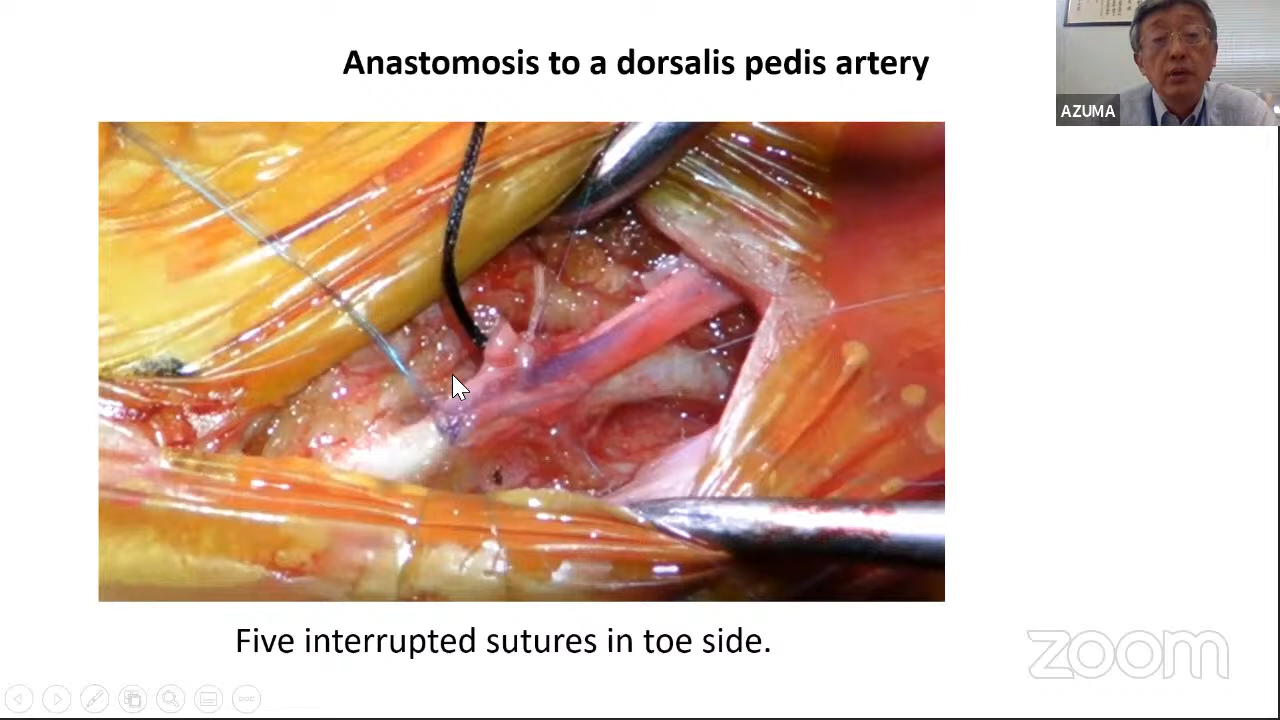 Anastomosis to a dorsalis pedis artery
AZUMA
Five interrupted sutures in toe side.
zoom